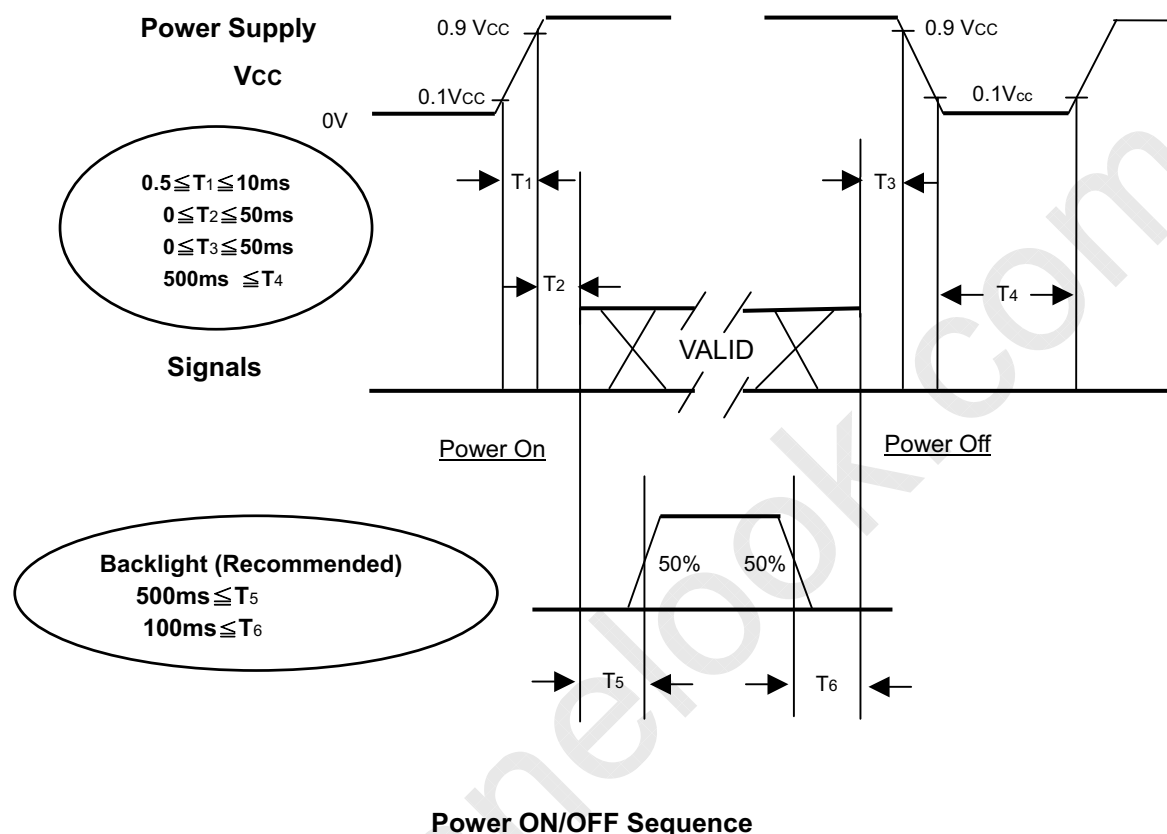 Power Supply
VCC
0.9 VCC
0.1VCC
0V
0.9 VCC
0.1Vcc
0.5≦T1≦10ms
0≦T2≦50ms
0≦T3≦50ms
500ms ≦T4
T1
T2
T3
T4
VALID
Signals
Power On
Power Off
Backlight (Recommended)
500ms≦T5
100ms≦T6
50%
50%
T5
T6
nelook.com
Power ON/OFF Sequence